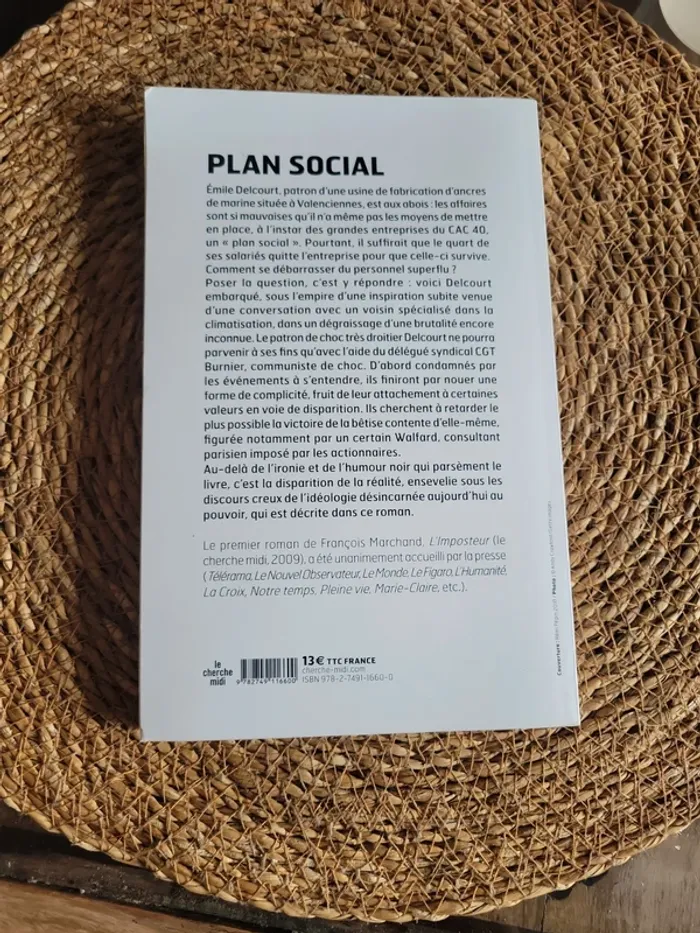 PLAN SOCIAL
Émile Delcourt, patron d'une usine de fabrication d'ancres
de marine située à Valenciennes, est aux abois : les affaires
sont si mauvaises qu'il n'a même pas les moyens de mettre
en place, à l'instar des grandes entreprises du CAC 40,
un « plan social ». Pourtant, il suffirait que le quart de
ses salariés quitte l'entreprise pour que celle-ci survive.
Comment se débarrasser du personnel superflu ?
Poser la question, c'est y répondre : voici Delcourt
embarqué, sous l'empire d'une inspiration subite venue
d'une conversation avec un voisin spécialisé dans la
climatisation, dans un dégraissage d'une brutalité encore
inconnue. Le patron de choc très droitier Delcourt ne pourra
parvenir à ses fins qu'avec l'aide du délégué syndical CGT
Burnier, communiste de choc. D'abord condamnés par
les événements à s'entendre, ils finiront par nouer une
forme de complicité, fruit de leur attachement à certaines
valeurs en voie de disparition. Ils cherchent à retarder le
plus possible la victoire de la bêtise contente d'elle-même,
figurée notamment par un certain Walfard, consultant
parisien imposé par les actionnaires.
Au-delà de l'ironie et de l'humour noir qui parsèment le
livre, c'est la disparition de la réalité, ensevelie sous les
discours creux de l'idéologie désincarnée aujourd'hui au
pouvoir, qui est décrite dans ce roman.
Le premier roman de François Marchand, L'Imposteur (le
cherche midi, 2009), a été unanimement accueilli par la presse
(Télérama, Le Nouvel Observateur, Le Monde, Le Figaro, L'Humanité,
La Croix, Notre temps, Pleine vie, Marie-Claire, etc.).
le
cherche
midi
9 782749 116600
13 € TTC FRANCE
cherche-midi.com
ISBN 978-2-7491-1660-0
Couverture :
Photo :